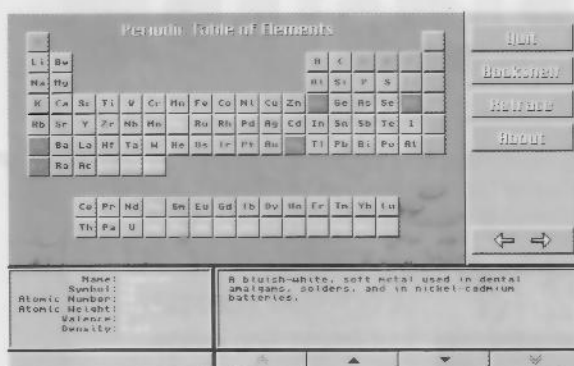 Periodic Table of Elements
Quit
Backshow
Retrace
About
Li Be B C
Na Mg Al Si P S
K Ca Sc Ti V Cr Mn Fe Co Ni Cu Zn Ge As Se
Rb Sr Y Zr Nb Mo Ru Rh Pd Ag Cd In Sn Sb Te I
Ba La Hf Ta W Re Os Ir Pt Au Tl Pb Bi Po At
Ra Ac
Ce Pr Nd Sm Eu Gd Tb Dy Ho Er Tm Yb Lu
Th Pa U
Name:
Symbol:
Atomic Number:
Atomic Weight:
Valence:
Density:
A bluish-white, soft metal used in dental
amalgams, solders, and in nickel-cadmium
batteries.